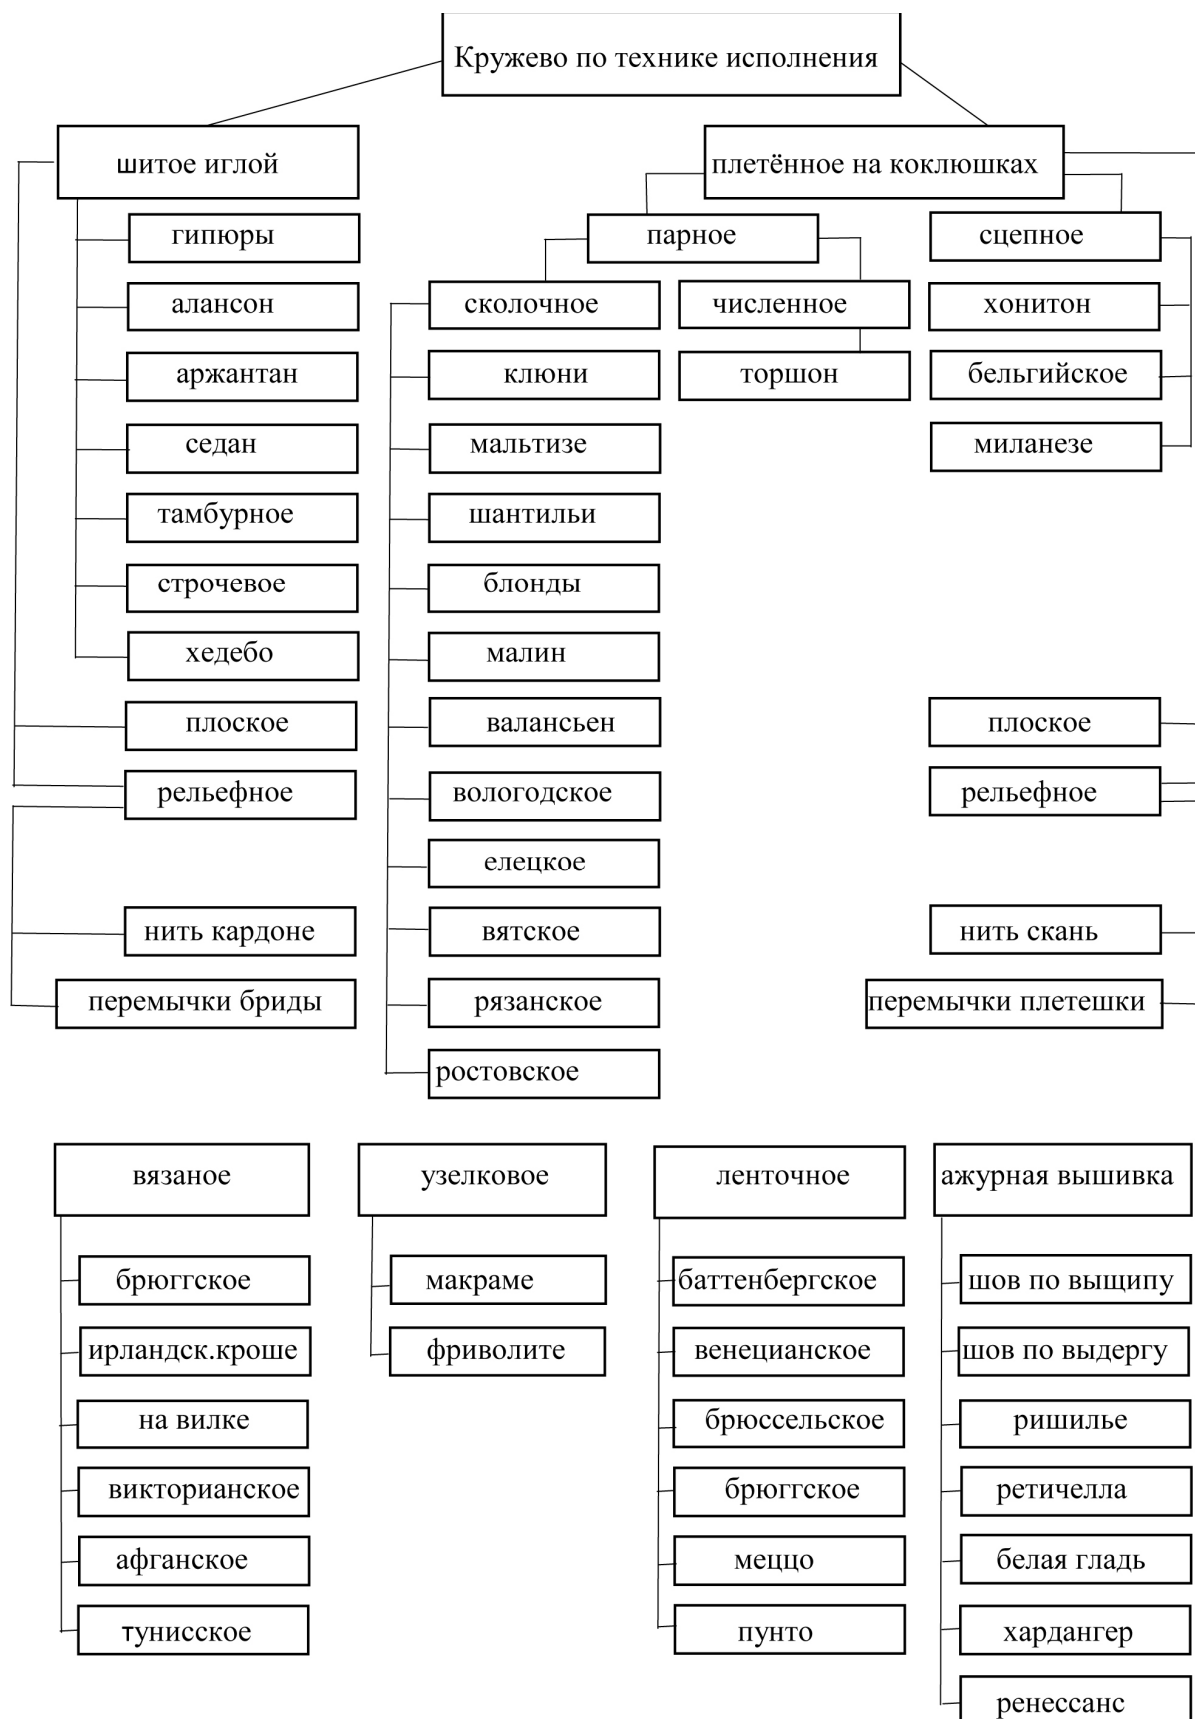 Кружево по технике исполнения
шитое иглой
плетённое на коклюшках
гипюры
парное
сцепное
алансон
сколочное
численное
хонитон
аржантан
клюни
торшон
бельгийское
седан
мальтизе
миланезе
тамбурное
шантильи
строчевое
блонды
хедебо
малин
плоское
валансьен
плоское
рельефное
вологодское
рельефное
елецкое
нить кардоне
вятское
нить скань
перемычки бриды
рязанское
перемычки плетешки
ростовское
вязаное
узелковое
ленточное
ажурная вышивка
брюггское
макраме
баттенбергское
шов по выщипу
ирландск.кроше
фриволите
венецианское
шов по выдергу
на вилке
брюссельское
ришилье
викторианское
брюггское
ретичелла
афганское
меццо
белая гладь
тунисское
пунто
хардангер
ренессанс